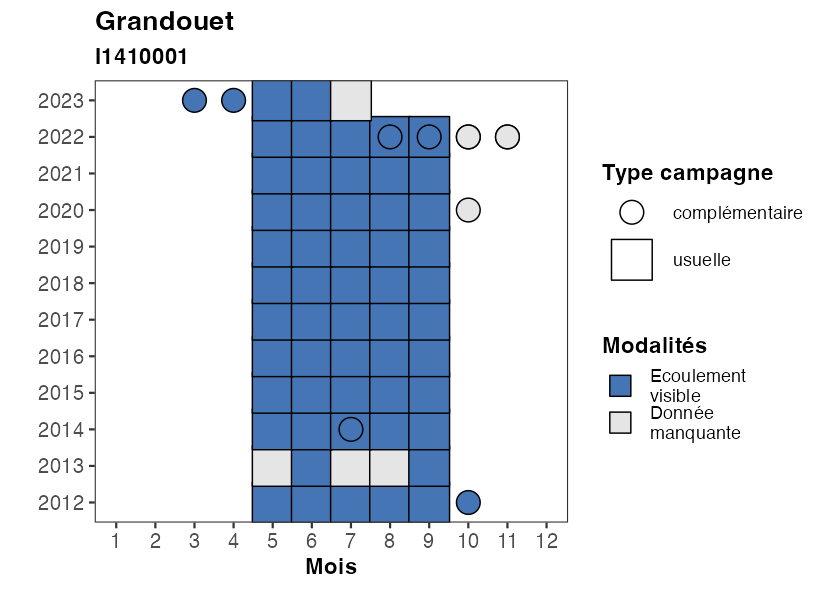 Grandouet
I1410001
2023
2022
2021
2020
2019
2018
2017
2016
2015
2014
2013
2012
1 2 3 4 5 6 7 8 9 10 11 12
Mois
Type campagne
complémentaire
usuelle
Modalités
Ecoulement
visible
Donnée
manquante